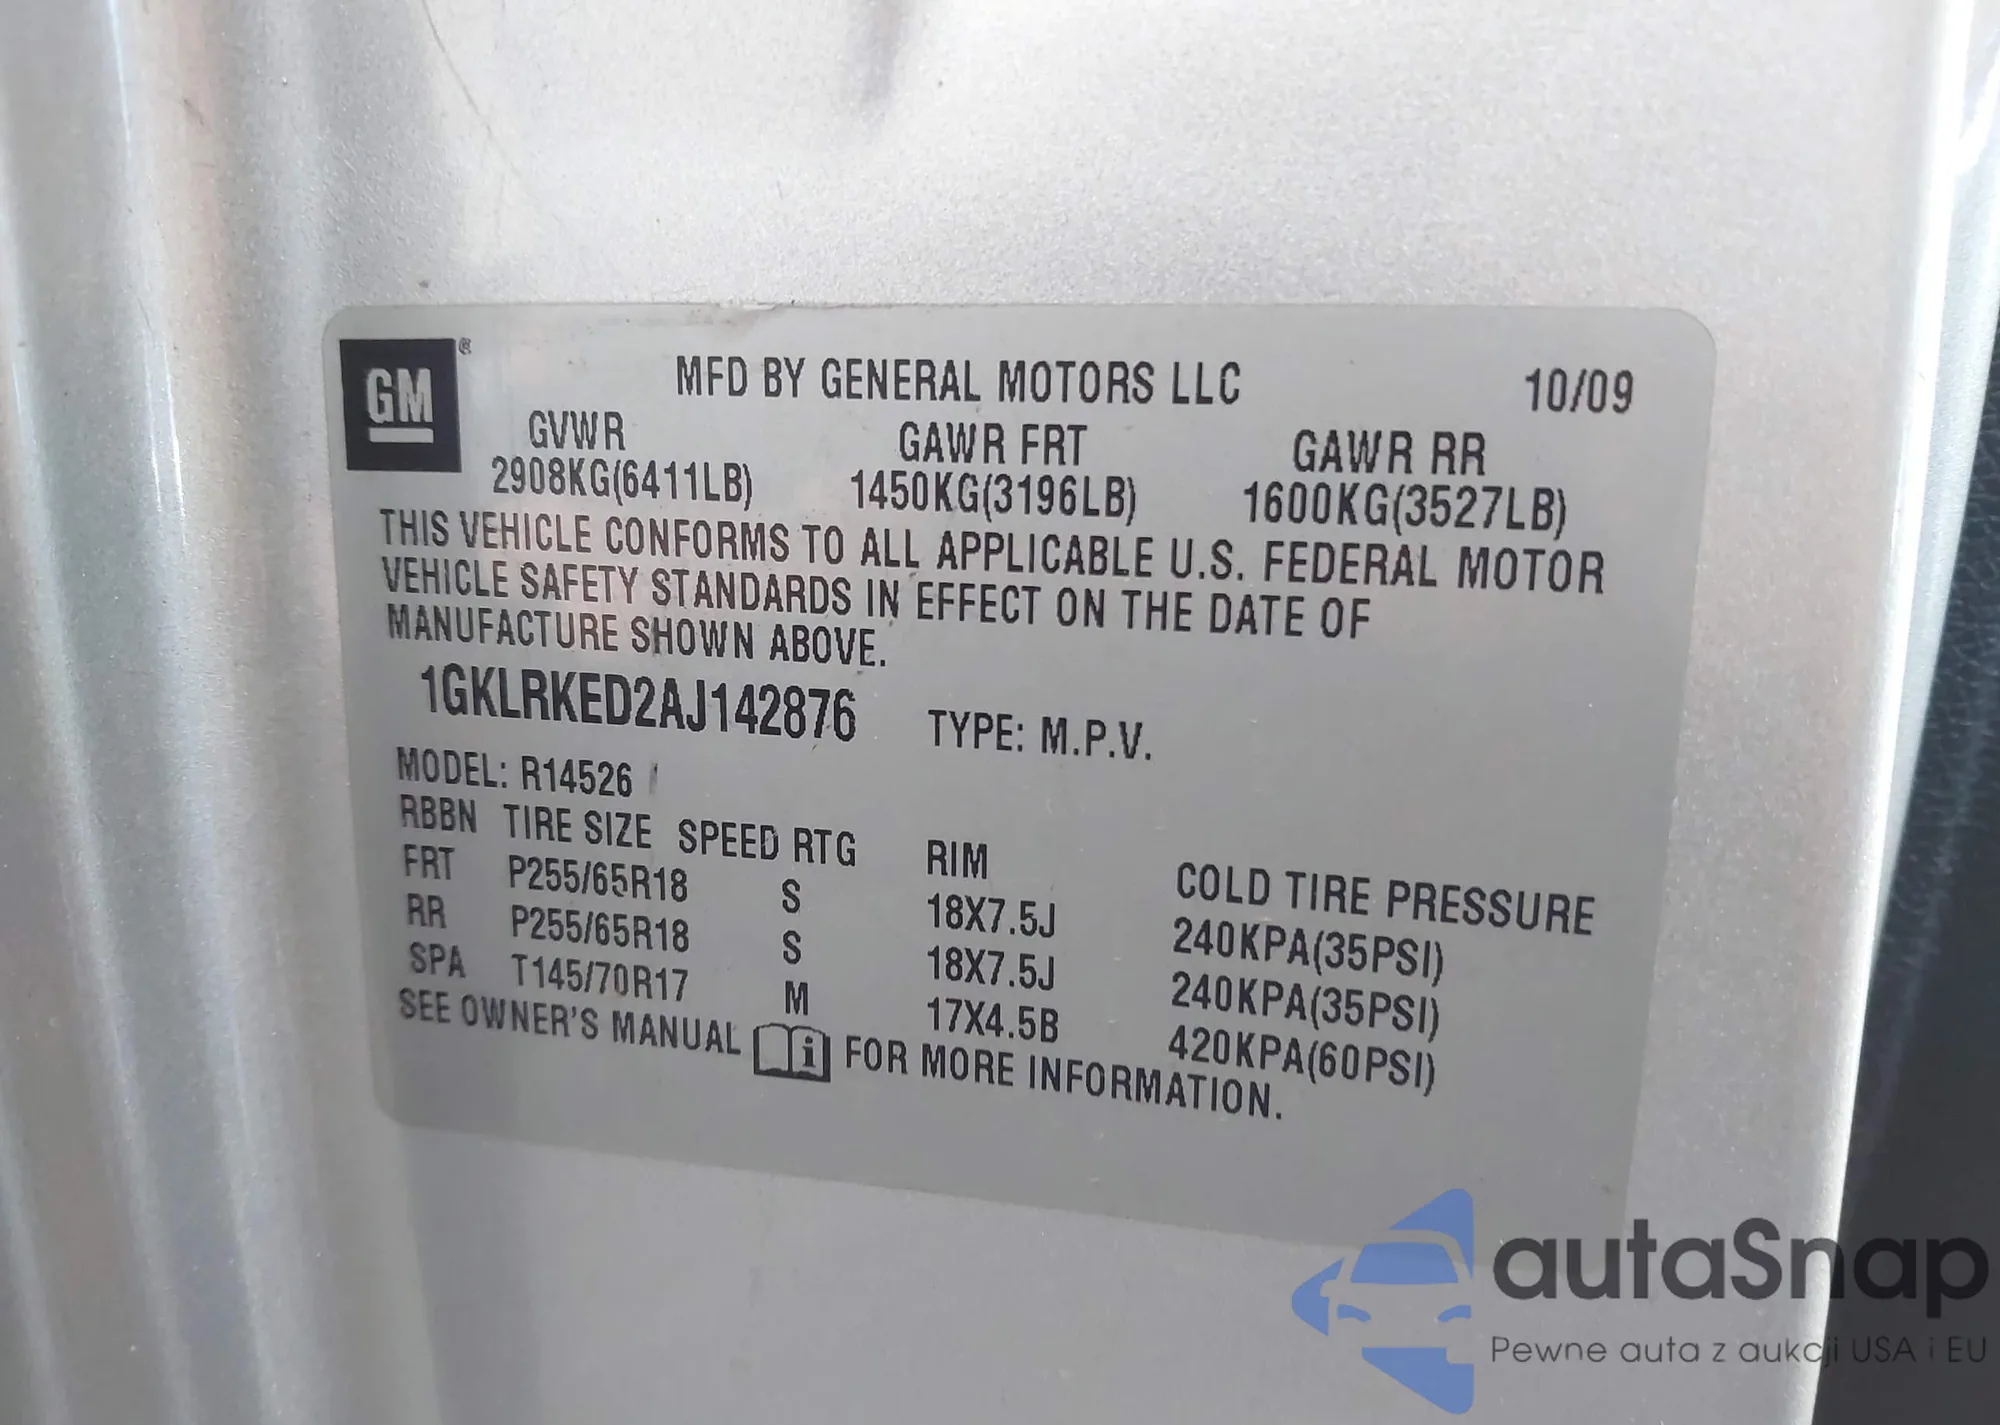 GM ®
MFD BY GENERAL MOTORS LLC 10/09
GVWR GAWR FRT GAWR RR
2908KG(6411LB) 1450KG(3196LB) 1600KG(3527LB)
THIS VEHICLE CONFORMS TO ALL APPLICABLE U.S. FEDERAL MOTOR
VEHICLE SAFETY STANDARDS IN EFFECT ON THE DATE OF
MANUFACTURE SHOWN ABOVE.
1GKLRKED2AJ142876 TYPE: M.P.V.
MODEL: R14526
RBBN TIRE SIZE SPEED RTG RIM COLD TIRE PRESSURE
FRT P255/65R18 S 18X7.5J 240KPA(35PSI)
RR P255/65R18 S 18X7.5J 240KPA(35PSI)
SPA T145/70R17 M 17X4.5B 420KPA(60PSI)
SEE OWNER'S MANUAL i FOR MORE INFORMATION.
autaSnap
Pewne auta z aukcji USA i EU